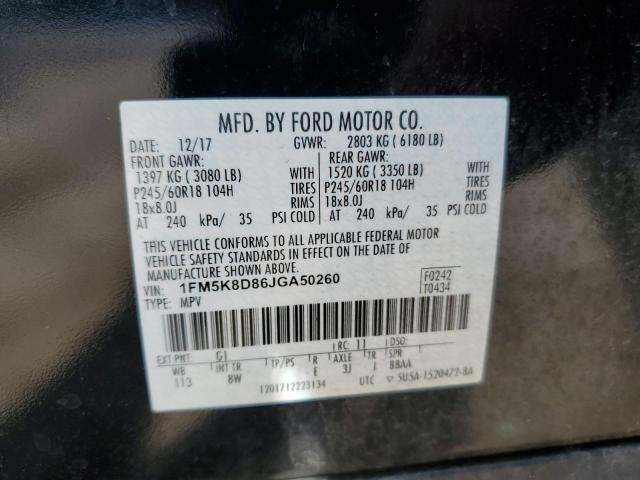 MFD. BY FORD MOTOR CO.
DATE: 12/17 GVWR: 2803 KG ( 6180 LB)
FRONT GAWR: REAR GAWR:
1397 KG ( 3080 LB) WITH 1520 KG ( 3350 LB) WITH
P245/60R18 104H TIRES P245/60R18 104H TIRES
18x8.0J RIMS 18x8.0J RIMS
AT 240 kPa/ 35 PSI COLD AT 240 kPa/ 35 PSI COLD
THIS VEHICLE CONFORMS TO ALL APPLICABLE FEDERAL MOTOR
VEHICLE SAFETY STANDARDS IN EFFECT ON THE DATE OF
MANUFACTURE SHOWN ABOVE.
VIN: 1FM5K8D86JGA50260 F0242
TYPE: MPV T0434
EXT PNT: G1 RC: 11 DSO:
WB INT TR TP/PS R AXLE TR SPR
113 8W E 3J J BBAA
1201712223134 UTC 5U5A-1520472-BA